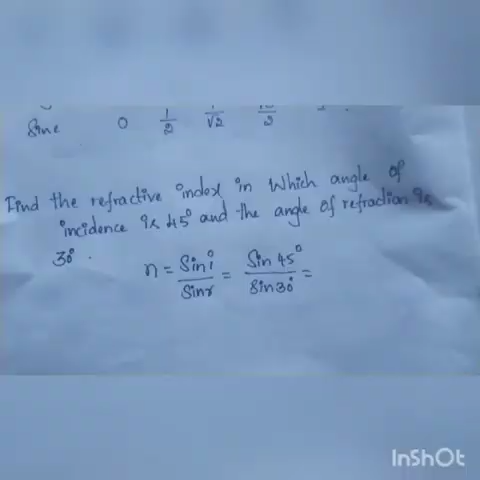 Sine 0 1/2 1/√2
Find the refractive index in Which angle of
incidence is 45° and the angle of refraction is
30°.
n = Sin i / Sin r = Sin 45° / Sin 30° =
InShOt